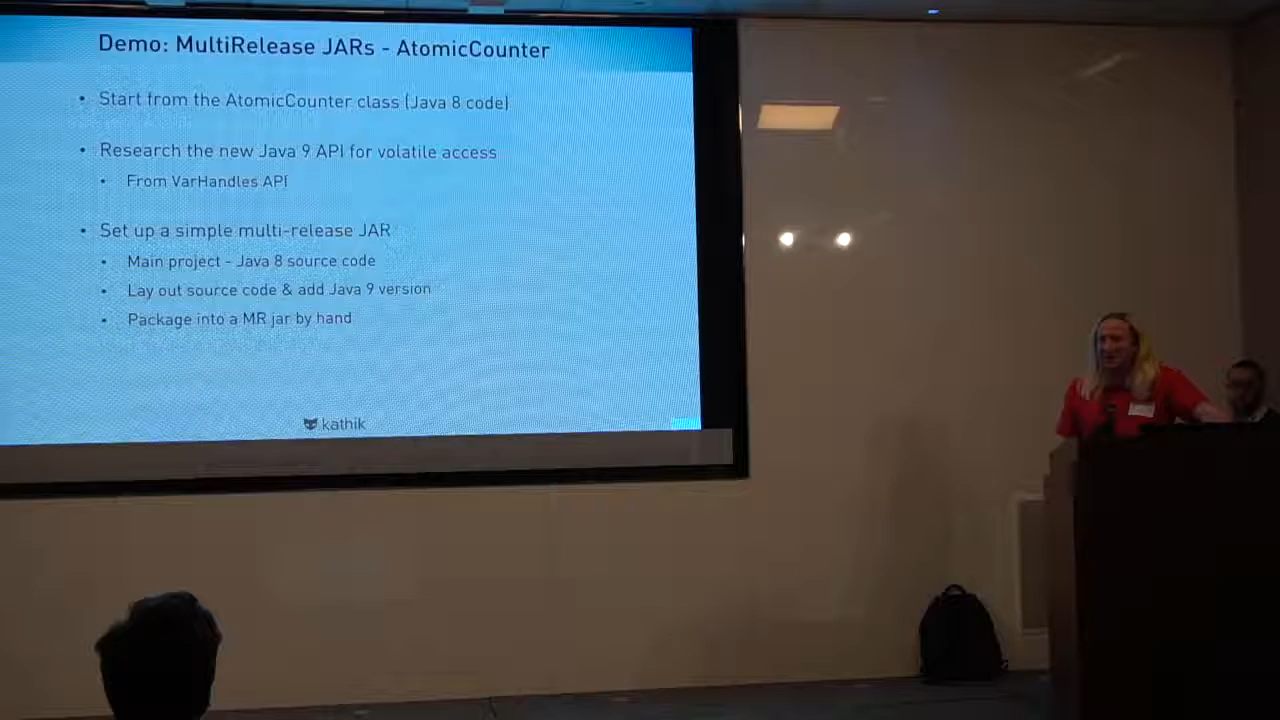 Demo: MultiRelease JARs - AtomicCounter
• Start from the AtomicCounter class (Java 8 code)
• Research the new Java 9 API for volatile access
• From VarHandles API
• Set up a simple multi-release JAR
• Main project - Java 8 source code
• Lay out source code & add Java 9 version
• Package into a MR jar by hand
kathik